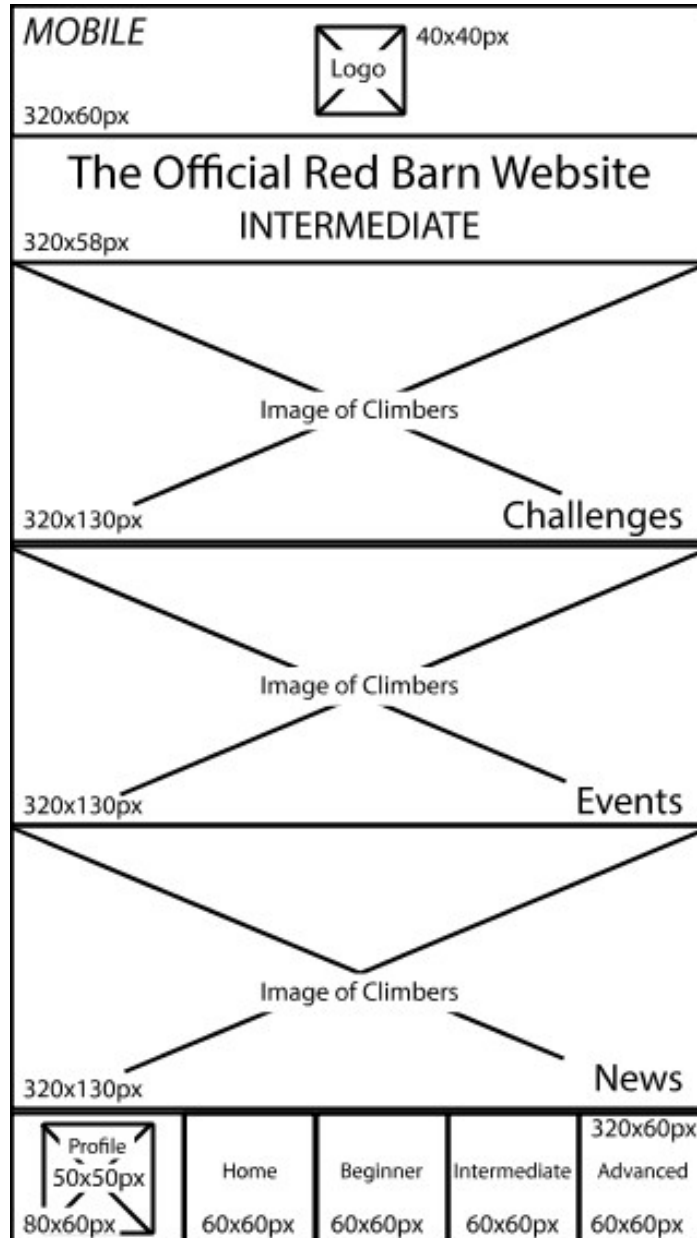 MOBILE
40x40px
Logo
320x60px
The Official Red Barn Website
INTERMEDIATE
320x58px
Image of Climbers
320x130px
Challenges
Image of Climbers
320x130px
Events
Image of Climbers
320x130px
News
Profile
50x50px
80x60px
Home
60x60px
Beginner
60x60px
Intermediate
60x60px
320x60px
Advanced
60x60px